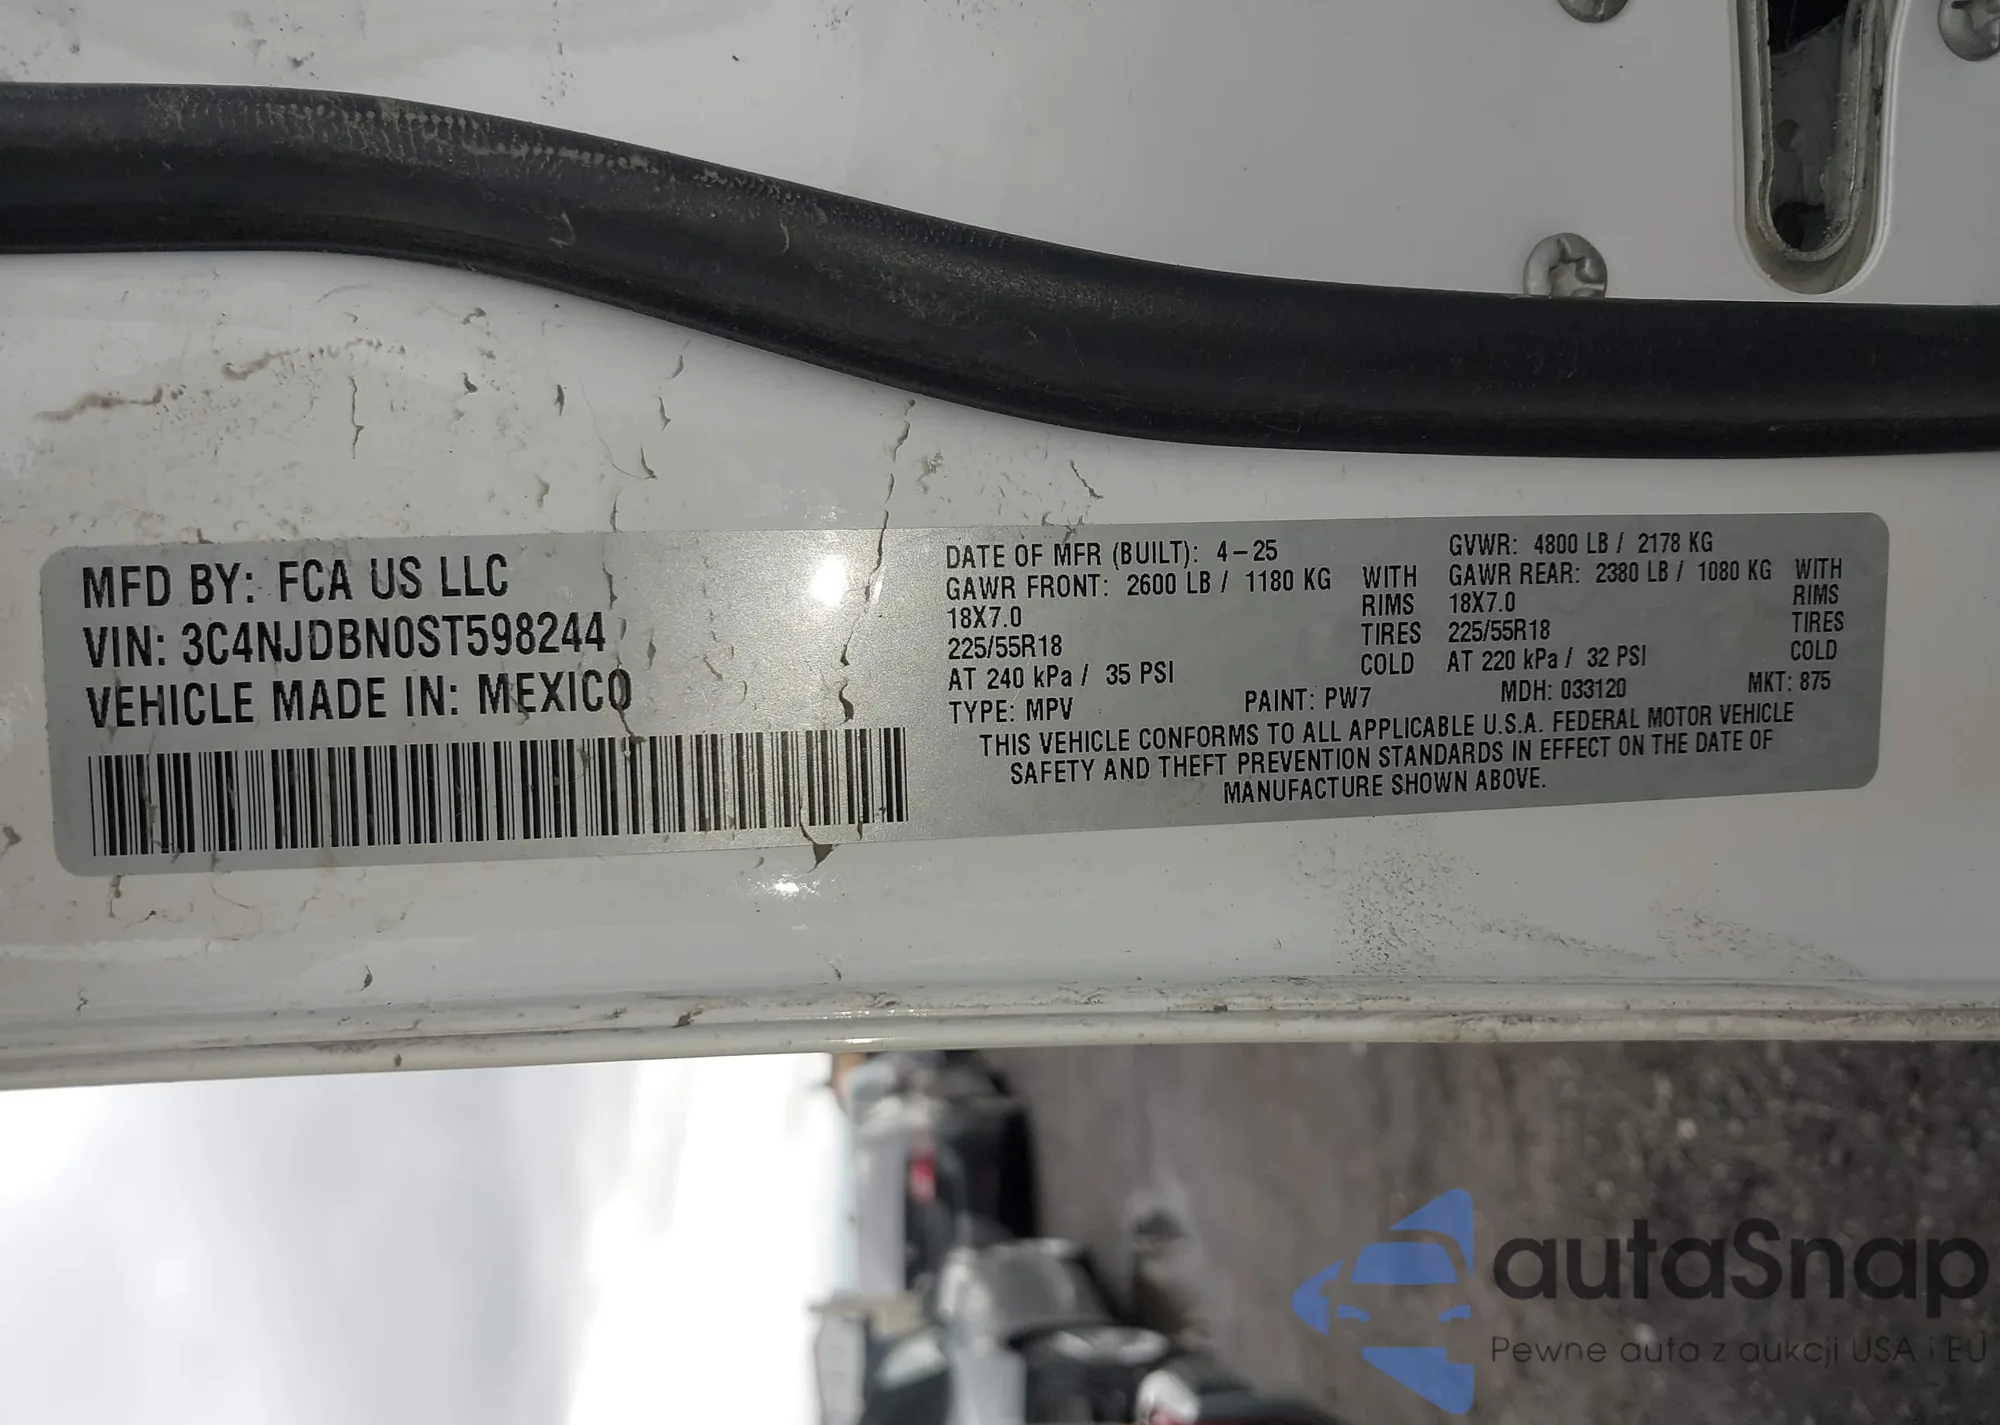 MFD BY: FCA US LLC
VIN: 3C4NJDBN0ST598244
VEHICLE MADE IN: MEXICO
DATE OF MFR (BUILT): 4-25 GVWR: 4800 LB / 2178 KG
GAWR FRONT: 2600 LB / 1180 KG WITH GAWR REAR: 2380 LB / 1080 KG WITH
18X7.0 RIMS 18X7.0 RIMS
225/55R18 TIRES 225/55R18 TIRES
AT 240 kPa / 35 PSI COLD AT 220 kPa / 32 PSI COLD
TYPE: MPV PAINT: PW7 MDH: 033120 MKT: 875
THIS VEHICLE CONFORMS TO ALL APPLICABLE U.S.A. FEDERAL MOTOR VEHICLE
SAFETY AND THEFT PREVENTION STANDARDS IN EFFECT ON THE DATE OF
MANUFACTURE SHOWN ABOVE.
autaSnap
Pewne auta z aukcji USA i EU